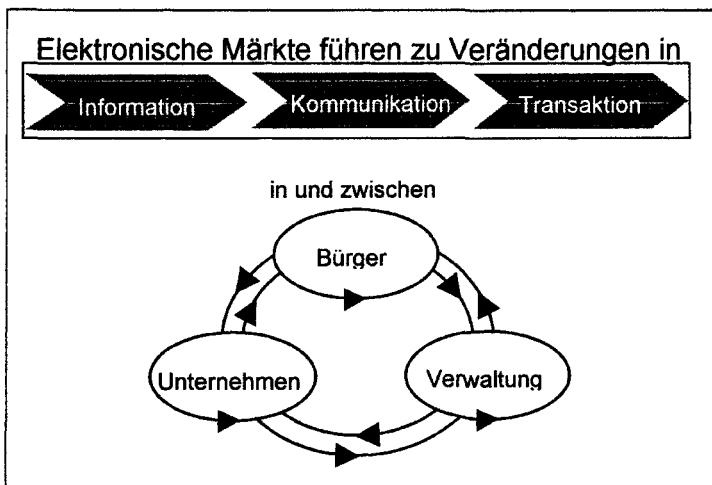 Elektronische Märkte führen zu Veränderungen in
Information Kommunikation Transaktion
in und zwischen
Bürger
Unternehmen Verwaltung